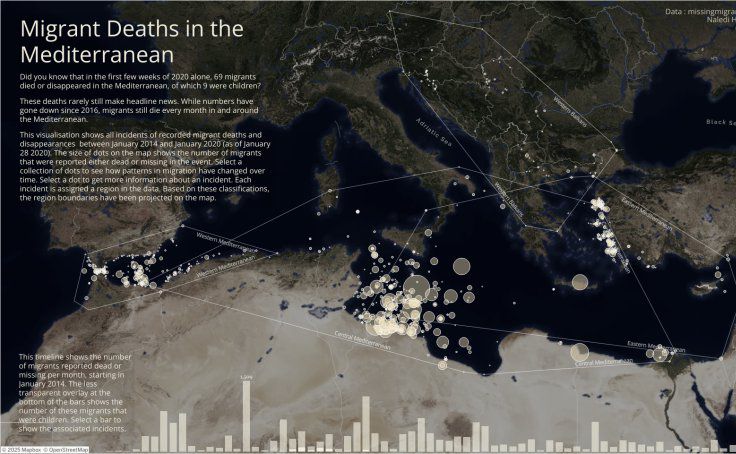 Migrant Deaths in the
Mediterranean
Data : missingmigra
Naledi H
Did you know that in the first few weeks of 2020 alone, 69 migrants
died or disappeared in the Mediterranean, of which 9 were children?
These deaths rarely still make headline news. While numbers have
gone down since 2016, migrants still die every month in and around
the Mediterranean.
This visualisation shows all incidents of recorded migrant deaths and
disappearances between January 2014 and January 2020 (as of January
28 2020). The size of dots on the map shows the number of migrants
that were reported either dead or missing in the event. Select a
collection of dots to see how patterns in migration have changed over
time. Select a dot to get more information about an incident. Each
incident is assigned a region in the data. Based on these classifications,
the region boundaries have been projected on the map.
Western Balkans
Adriatic Sea
Black Se
Western Balkans
Eastern Mediterranean
Western Mediterranean
Western Mediterranean
Central Mediterranean
Eastern Mediterranean
Central Mediterranean
This timeline shows the number
of migrants reported dead or
missing per month, starting in
January 2014. The less
transparent overlay at the
bottom of the bars shows the
number of these migrants that
were children. Select a bar to
show the associated incidents.
© 2025 Mapbox © OpenStreetMap